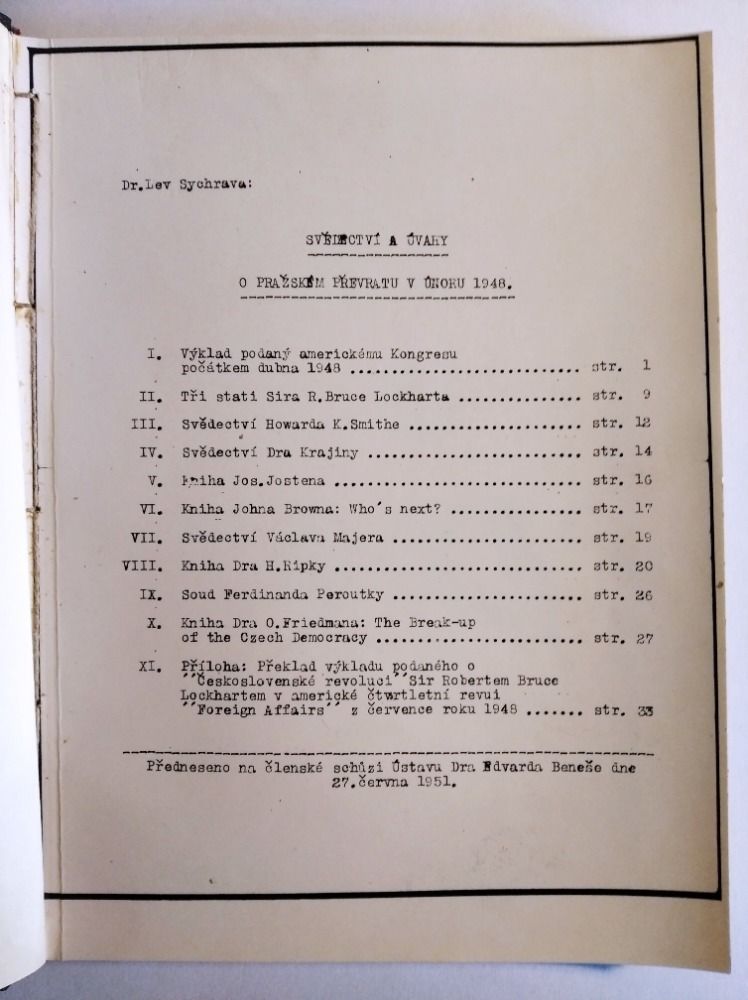 Dr.Lev Sychrava:
SVĚDECTVÍ A ÚVAHY
O PRAŽSKÉM PŘEVRATU V ÚNORU 1948.
I. Výklad podaný americkému Kongresu
počátkem dubna 1948 ........................... str. 1
II. Tři stati Sira R.Bruce Lockharta ............... str. 9
III. Svědectví Howarda K.Smithe ..................... str. 12
IV. Svědectví Dra Krajiny .......................... str. 14
V. Kniha Jos.Jostena .............................. str. 16
VI. Kniha Johna Browna: Who's next? ................ str. 17
VII. Svědectví Václava Majera ....................... str. 19
VIII. Kniha Dra H.Ripky .............................. str. 20
IX. Soud Ferdinanda Peroutky ....................... str. 26
X. Kniha Dra O.Friedmana: The Break-up
of the Czech Democracy ......................... str. 27
XI. Příloha: Překlad výkladu podaného o
´´Československé revoluci´´Sir Robertem Bruce
Lockhartem v americké čtvrtletní revui
´´Foreign Affairs´´ z července roku 1948 ....... str. 33
Předneseno na členské schůzi Ústavu Dra Edvarda Beneše dne
27.června 1951.